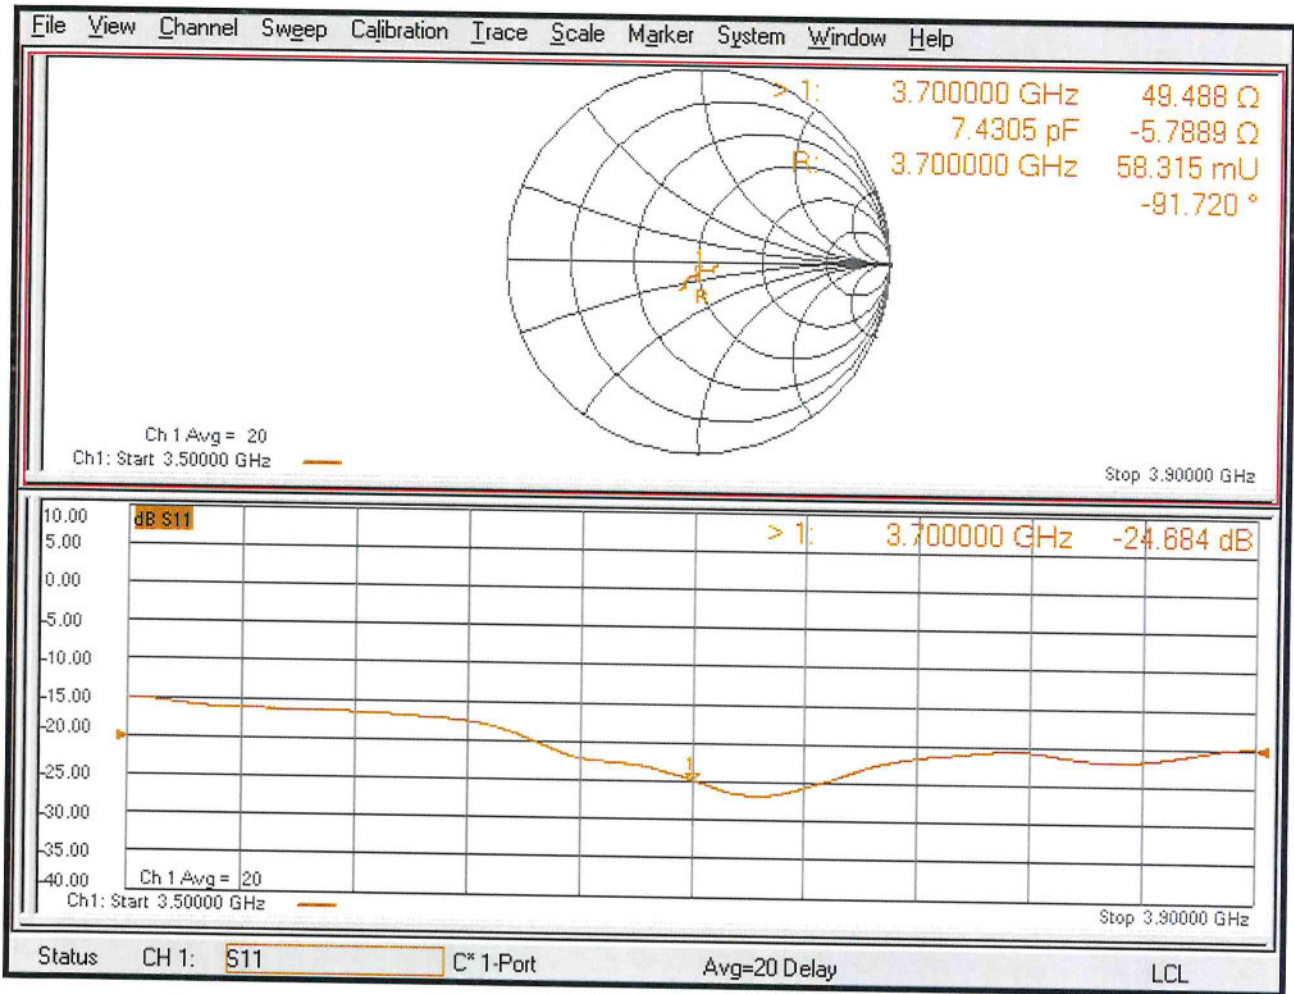 File View Channel Sweep Calibration Trace Scale Marker System Window Help
> 1: 3.700000 GHz 49.488 Ω
7.4305 pF -5.7889 Ω
R: 3.700000 GHz 58.315 mU
-91.720 °
1
R
Ch 1 Avg = 20
Ch1: Start 3.50000 GHz
Stop 3.90000 GHz
10.00
dB S11
> 1: 3.700000 GHz -24.684 dB
5.00
0.00
-5.00
-10.00
-15.00
-20.00
-25.00
1
-30.00
-35.00
-40.00
Ch 1 Avg = 20
Ch1: Start 3.50000 GHz
Stop 3.90000 GHz
Status CH 1: S11 C* 1-Port Avg=20 Delay LCL